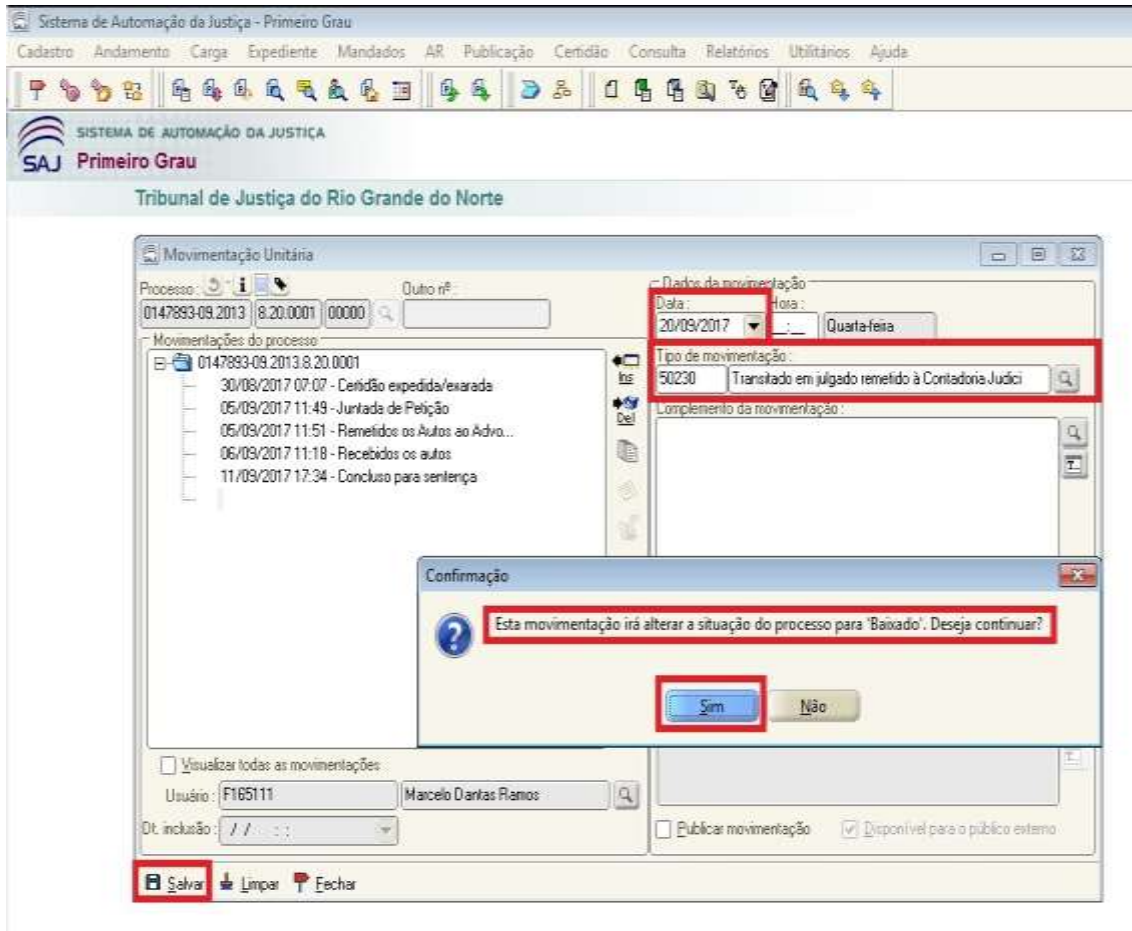 Sistema de Automação da Justiça - Primeiro Grau
Cadastro Andamento Carga Expediente Mandados AR Publicação Certidão Consulta Relatórios Utilitários Ajuda
SISTEMA DE AUTOMAÇÃO DA JUSTIÇA
SAJ Primeiro Grau
Tribunal de Justiça do Rio Grande do Norte
Movimentação Unitária
Processo : Outro nº :
0147893-09.2013 8.20.0001 00000
Movimentações do processo
0147893-09.2013.8.20.0001
30/08/2017 07:07 - Certidão expedida/exarada
05/09/2017 11:49 - Juntada de Petição
05/09/2017 11:51 - Remetidos os Autos ao Advo...
06/09/2017 11:18 - Recebidos os autos
11/09/2017 17:34 - Concluso para sentença
Ins
Del
Dados da movimentação
Data : Hora :
20/09/2017 __:__ Quarta-feira
Tipo de movimentação :
50230 Transitado em julgado remetido à Contadoria Judici
Complemento da movimentação :
Confirmação
Esta movimentação irá alterar a situação do processo para 'Baixado'. Deseja continuar?
Sim Não
Visualizar todas as movimentações
Usuário : F165111 Marcelo Dantas Ramos
Dt. inclusão : / / : :
Publicar movimentação Disponível para o público externo
Salvar Limpar Fechar